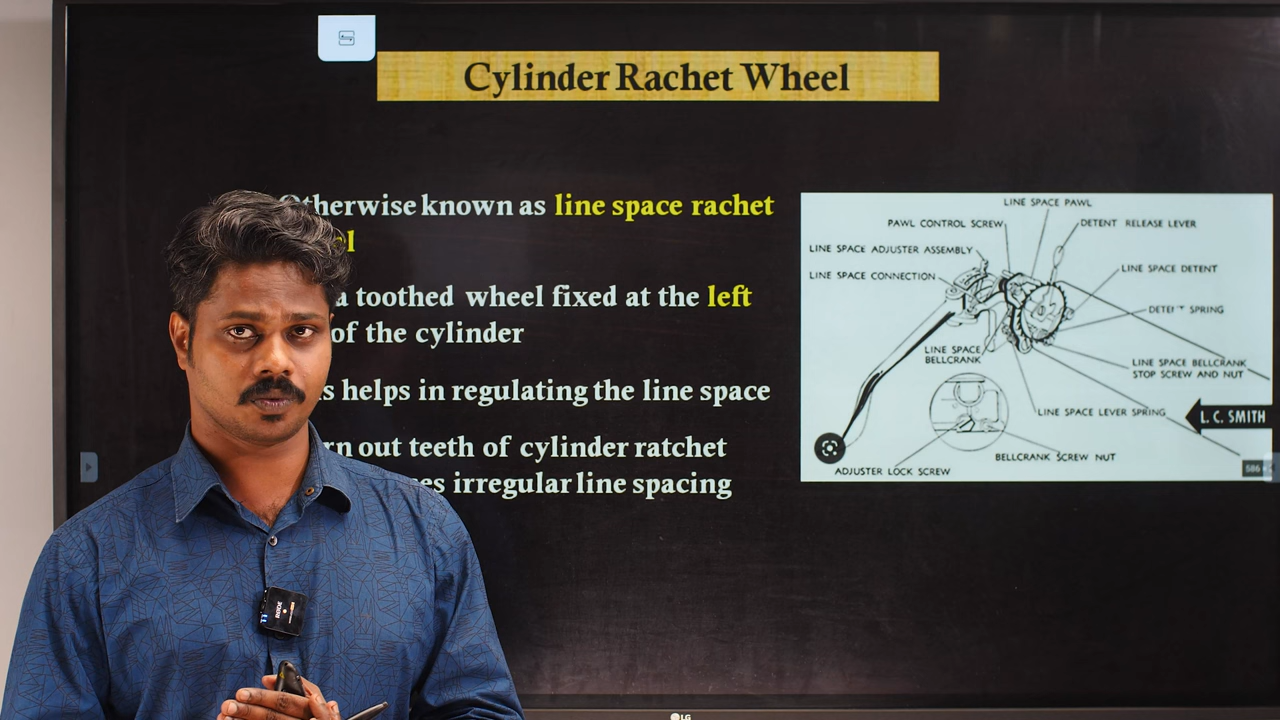 Cylinder Rachet Wheel
Otherwise known as line space rachet
a toothed wheel fixed at the left
of the cylinder
helps in regulating the line space
out teeth of cylinder ratchet
irregular line spacing
LINE SPACE PAWL
PAWL CONTROL SCREW
DETENT RELEASE LEVER
LINE SPACE ADJUSTER ASSEMBLY
LINE SPACE CONNECTION
LINE SPACE DETENT
DETENT SPRING
LINE SPACE
BELLCRANK
LINE SPACE BELLCRANK
STOP SCREW AND NUT
LINE SPACE LEVER SPRING
L. C. SMITH
BELLCRANK SCREW NUT
ADJUSTER LOCK SCREW
586
RØDE
LG